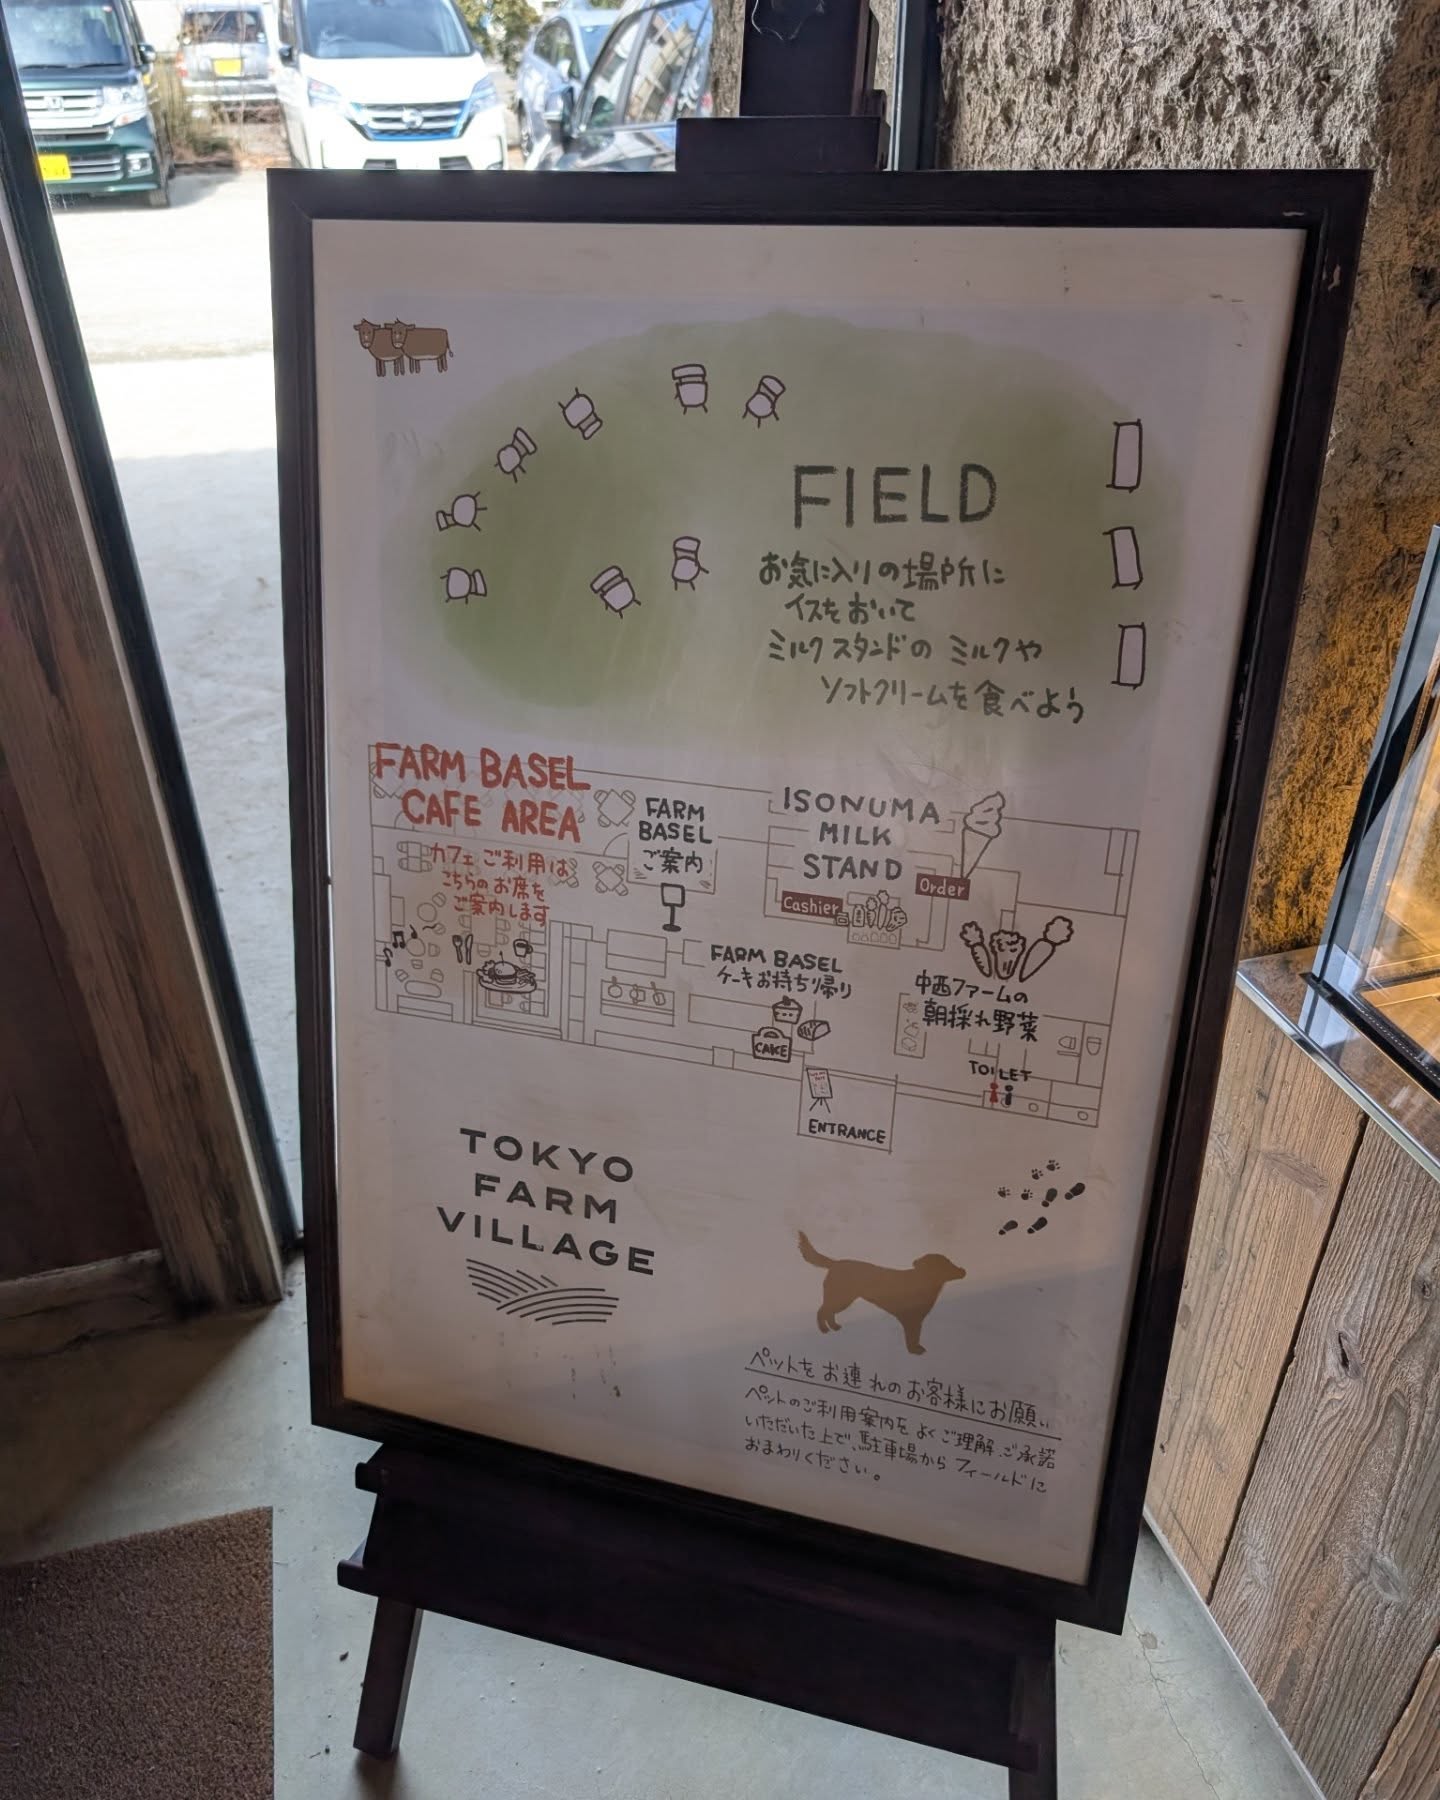 FIELD
お気に入りの場所に
イスをおいて
ミルクスタンドの ミルクや
ソフトクリームを食べよう
FARM BASEL
CAFE AREA
カフェご利用は
こちらのお席を
ご案内します
FARM
BASEL
ご案内
ISONUMA
MILK
STAND
Order
Cashier
FARM BASEL
ケーキお持ち帰り
CAKE
中西ファームの
朝採れ野菜
TOILET
ENTRANCE
TOKYO
FARM
VILLAGE
ペットをお連れのお客様にお願い
ペットのご利用案内をよくご理解、ご承諾
いただいた上で、駐車場からフィールドに
おまわりください。